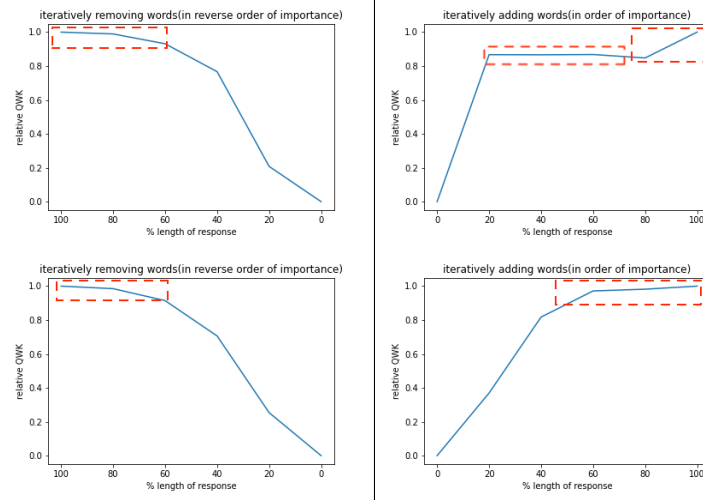 iteratively removing words(in reverse order of importance)
1.0
0.8
0.6
0.4
0.2
0.0
relative QWK
100 80 60 40 20 0
% length of response
iteratively adding words(in order of importance)
1.0
0.8
0.6
0.4
0.2
0.0
relative QWK
0 20 40 60 80 100
% length of response
iteratively removing words(in reverse order of importance)
1.0
0.8
0.6
0.4
0.2
0.0
relative QWK
100 80 60 40 20 0
% length of response
iteratively adding words(in order of importance)
1.0
0.8
0.6
0.4
0.2
0.0
relative QWK
0 20 40 60 80 100
% length of response